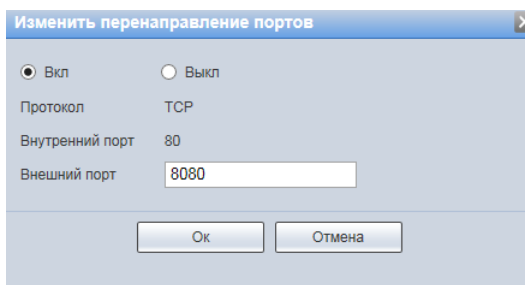 Изменить перенаправление портов
Вкл Выкл
Протокол TCP
Внутренний порт 80
Внешний порт 8080
Ок Отмена